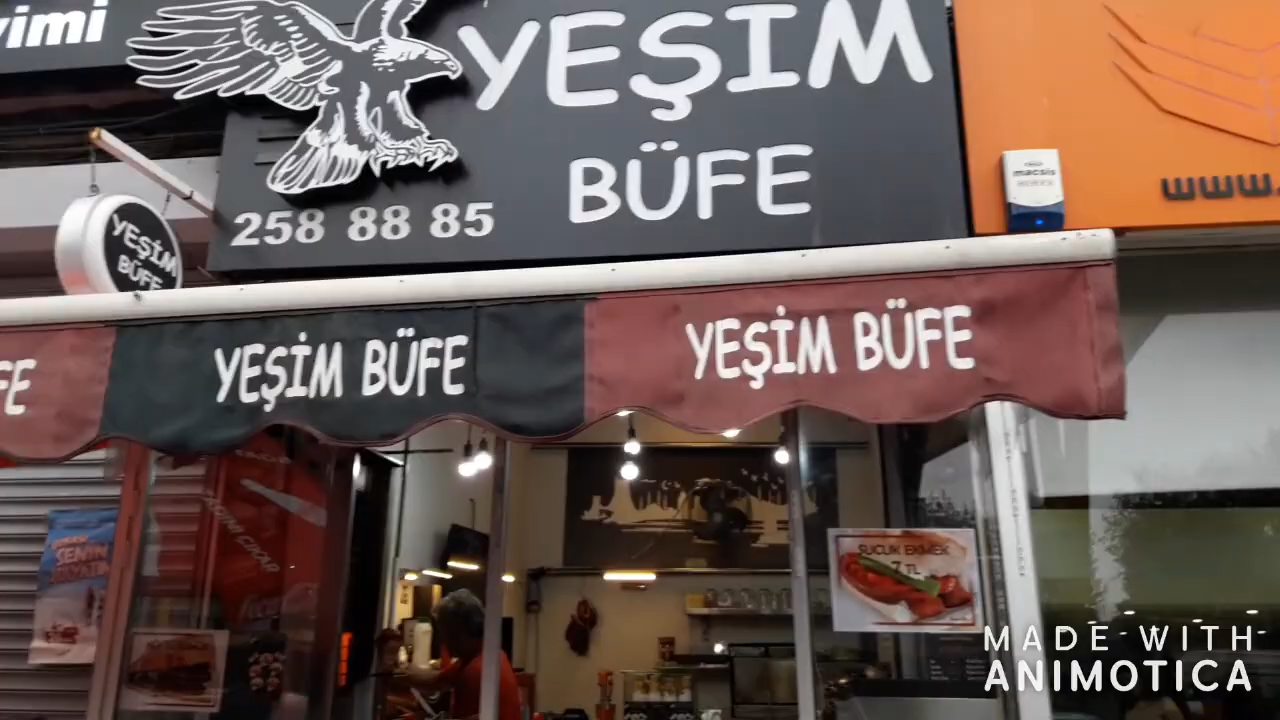 vimi
YEŞİM
BÜFE
258 88 85
YEŞİM
BÜFE
macsis
www.
FE
YEŞİM BÜFE
YEŞİM BÜFE
SUCUK EKMEK
7 TL
SENİN
MADE WITH
ANIMOTICA